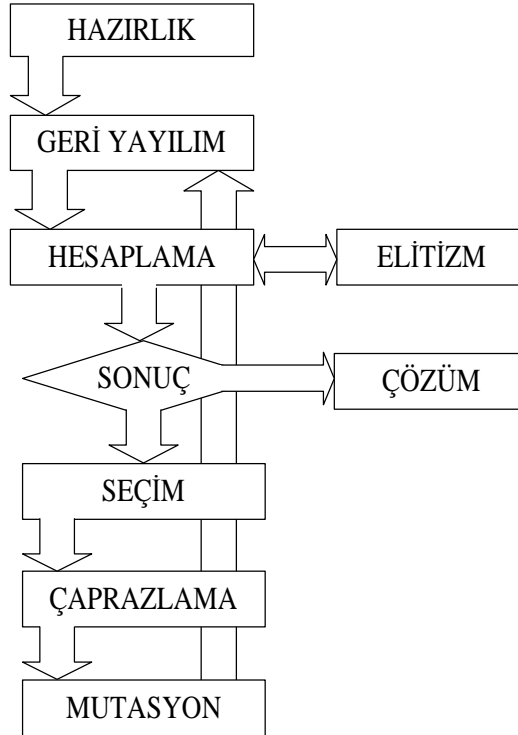 HAZIRLIK
GERİ YAYILIM
HESAPLAMA
ELİTİZM
SONUÇ
ÇÖZÜM
SEÇİM
ÇAPRAZLAMA
MUTASYON